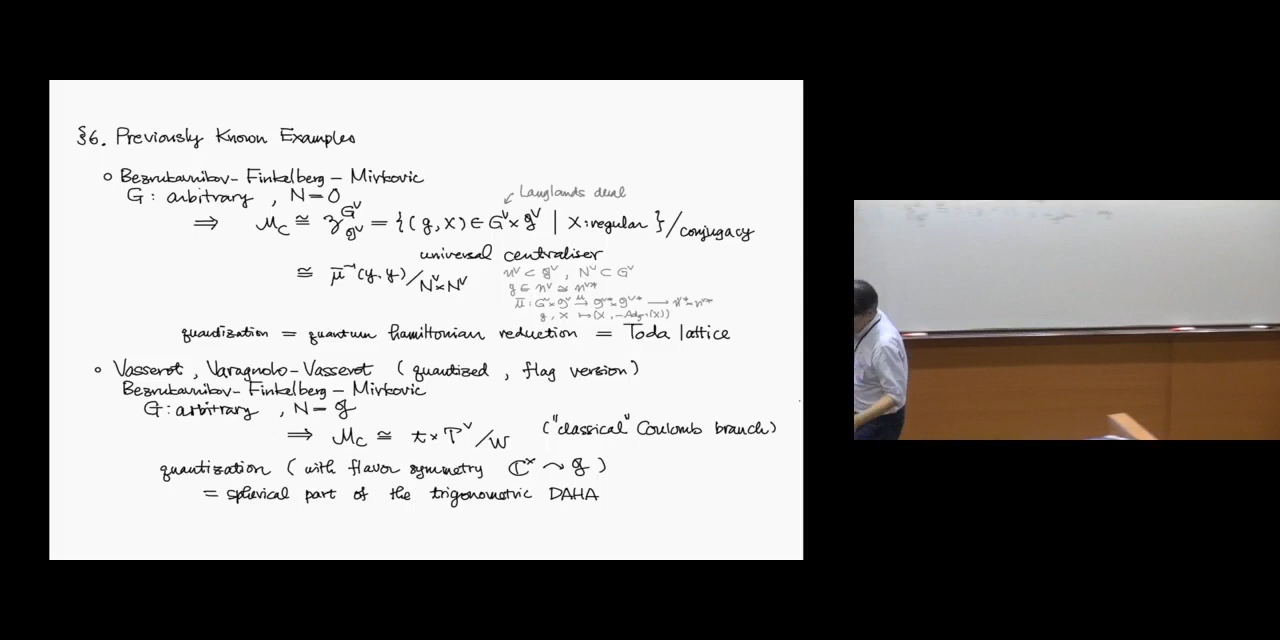 §6. Previously Known Examples
○ Bezrukavnikov-Finkelberg-Mirkovic
G: arbitrary, N=0
↙ Langlands dual
⟹ M_C ≅ 𝔷^{G^∨}_{𝔤^∨} = {(g,X) ∈ G^∨×𝔤^∨ | X: regular}/conjugacy
universal centraliser
≅ μ̄^{-1}(y,y)/N^∨×N^∨
n^∨ ⊂ 𝔤^∨, N^∨ ⊂ G^∨
y ∈ n^∨ ≅ n^{∨*}
μ̄: G^∨×𝔤^∨ →^μ 𝔤^{∨*}×𝔤^{∨*} → n^{∨*}×n^{∨*}
g, X ↦ (X, -Ad_g(X))
quantization = quantum hamiltonian reduction = Toda lattice
○ Vasserot, Varagnolo-Vasserot (quantized, flag version)
Bezrukavnikov-Finkelberg-Mirkovic
G: arbitrary, N=𝔤
⟹ M_C ≅ 𝔱×T^∨/W ("classical" Coulomb branch)
quantization (with flavor symmetry ℂ^× ↷ 𝔤)
= spherical part of the trigonometric DAHA